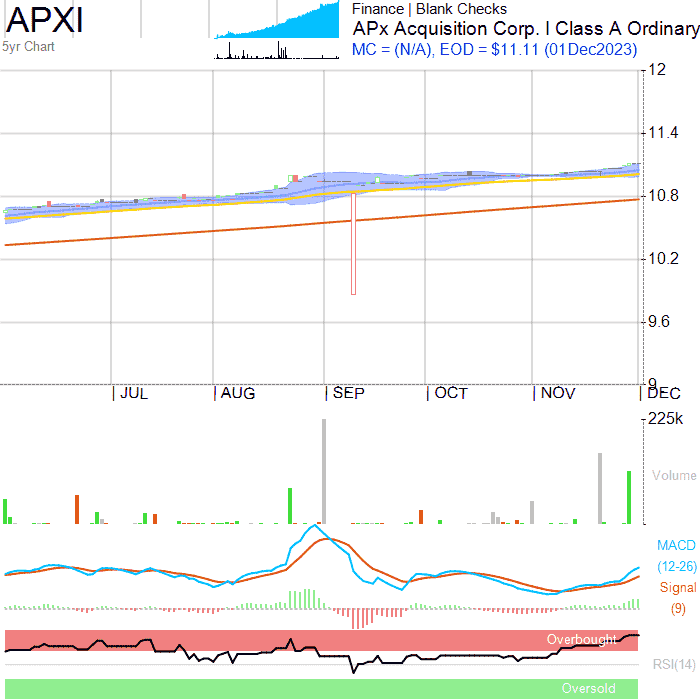 APXI
5yr Chart
Finance | Blank Checks
APx Acquisition Corp. I Class A Ordinary
MC = (N/A), EOD = $11.11 (01Dec2023)
12
11.4
10.8
10.2
9.6
9
JUL
AUG
SEP
OCT
NOV
DEC
225k
Volume
MACD
(12-26)
Signal
(9)
Overbought
RSI(14)
Oversold